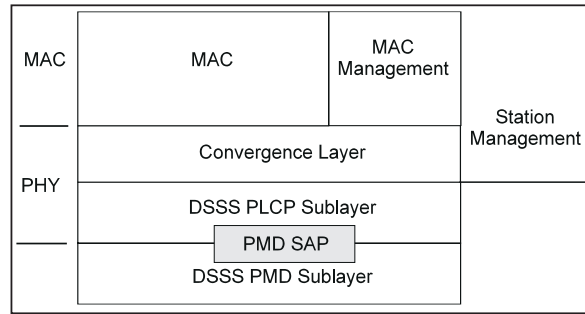 MAC
MAC
MAC
Management
Station
Management
Convergence Layer
PHY
DSSS PLCP Sublayer
PMD SAP
DSSS PMD Sublayer